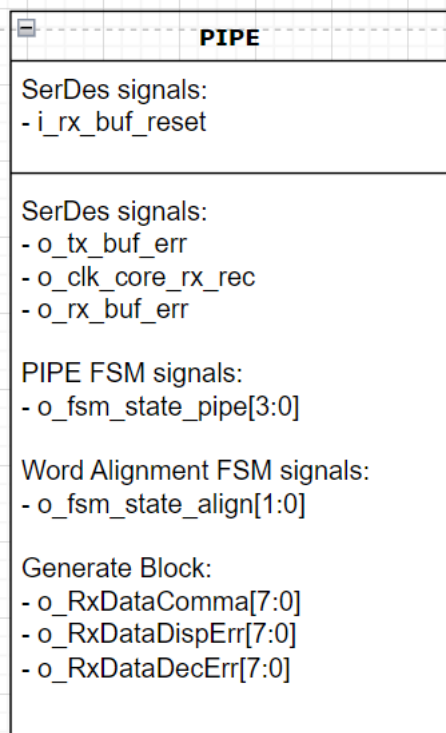 PIPE
SerDes signals:
- i_rx_buf_reset
SerDes signals:
- o_tx_buf_err
- o_clk_core_rx_rec
- o_rx_buf_err
PIPE FSM signals:
- o_fsm_state_pipe[3:0]
Word Alignment FSM signals:
- o_fsm_state_align[1:0]
Generate Block:
- o_RxDataComma[7:0]
- o_RxDataDispErr[7:0]
- o_RxDataDecErr[7:0]